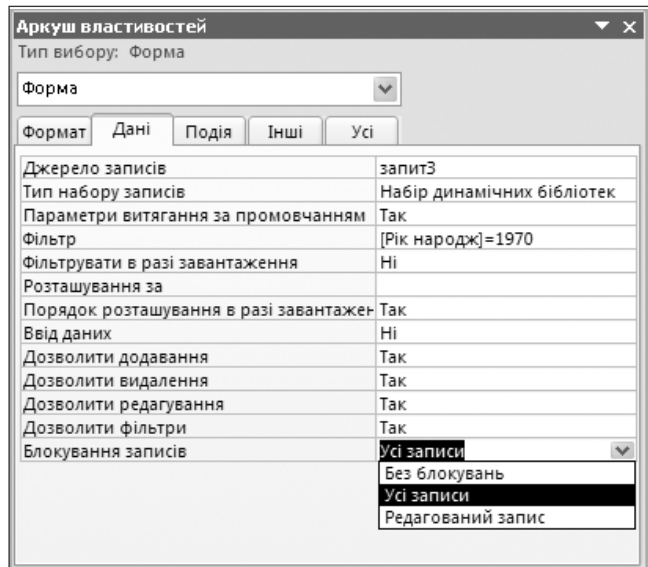 Аркуш властивостей
Тип вибору: Форма
Форма
Формат Дані Подія Інші Усі
Джерело записів запит3
Тип набору записів Набір динамічних бібліотек
Параметри витягання за промовчанням Так
Фільтр [Рік народж]=1970
Фільтрувати в разі завантаження Ні
Розташування за
Порядок розташування в разі завантажен Так
Ввід даних Ні
Дозволити додавання Так
Дозволити видалення Так
Дозволити редагування Так
Дозволити фільтри Так
Блокування записів Усі записи
Без блокувань
Усі записи
Редагований запис